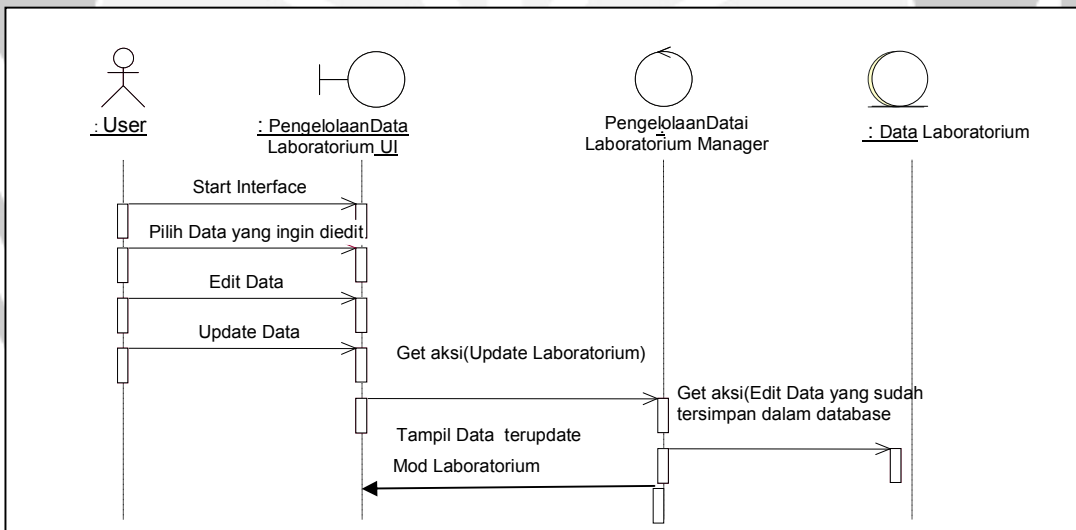 : User
: PengelolaanData
Laboratorium UI
PengelolaanDatai
:
Laboratorium Manager
: Data Laboratorium
Start Interface
Pilih Data yang ingin diedit
Edit Data
Update Data
Get aksi(Update Laboratorium)
Get aksi(Edit Data yang sudah
tersimpan dalam database
Tampil Data terupdate
Mod Laboratorium